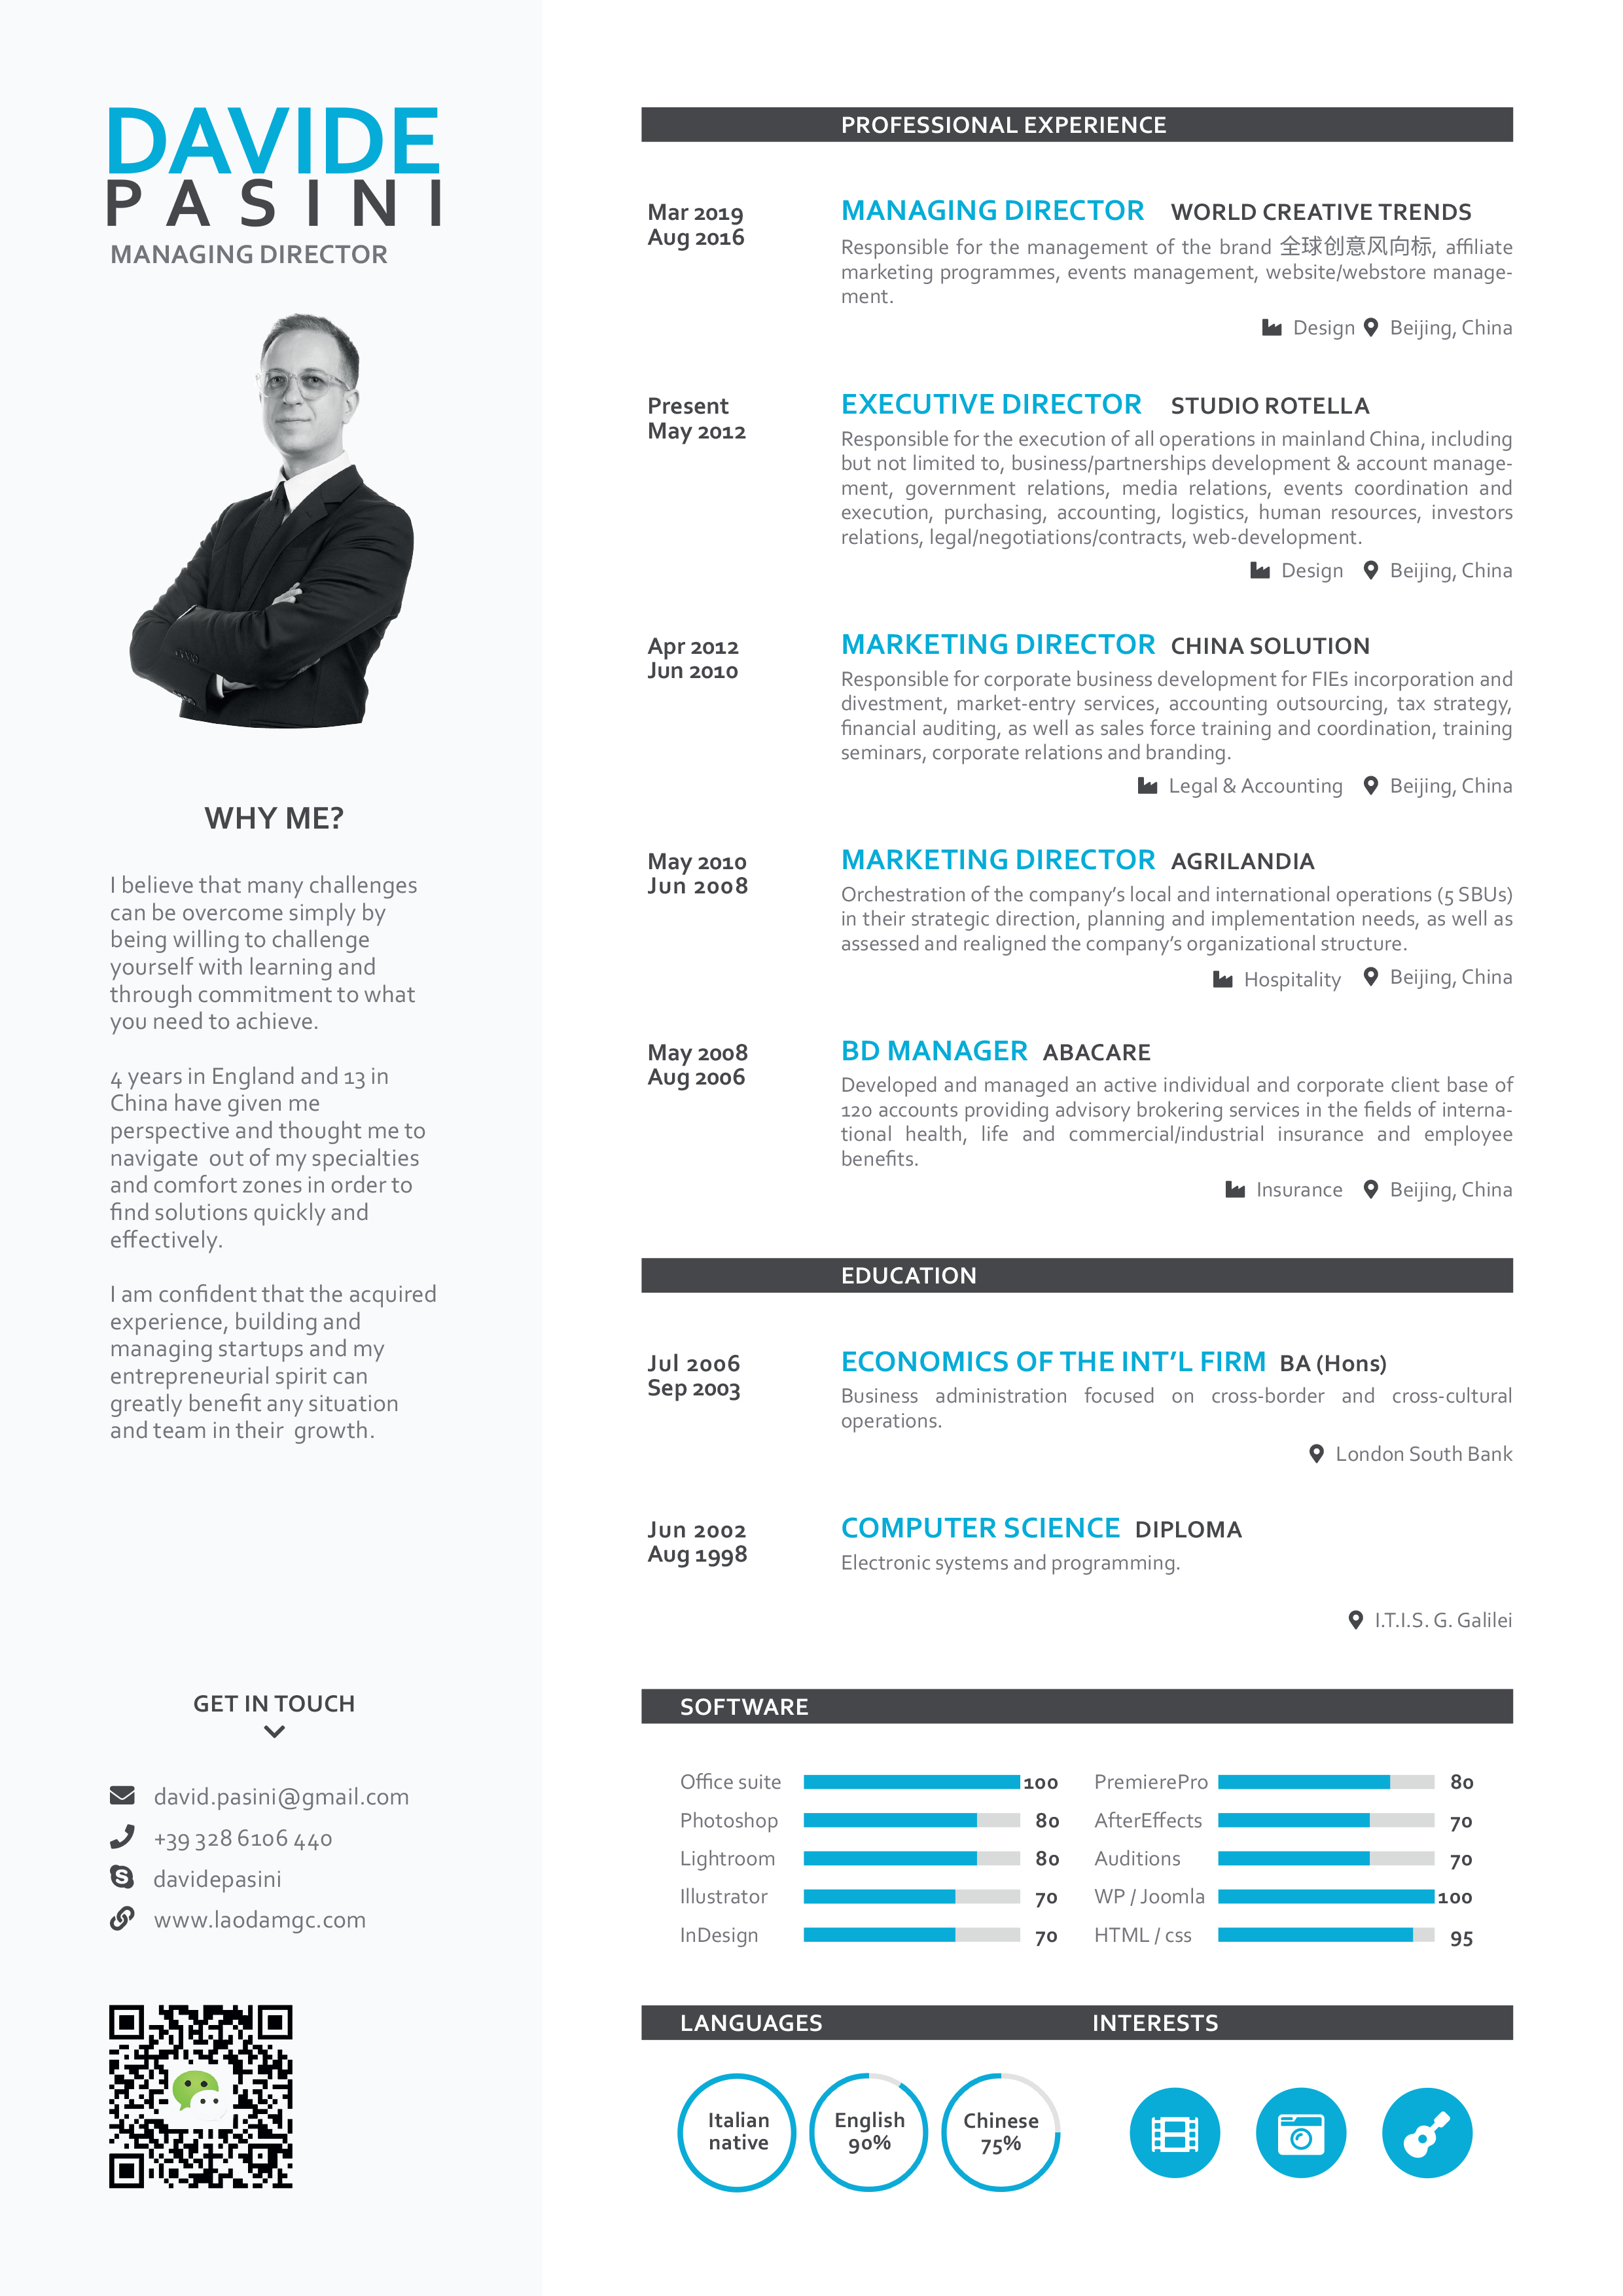 DAVIDE
PASINI
MANAGING DIRECTOR
WHY ME?
I believe that many challenges
can be overcome simply by
being willing to challenge
yourself with learning and
through commitment to what
you need to achieve.
4 years in England and 13 in
China have given me
perspective and thought me to
navigate out of my specialties
and comfort zones in order to
find solutions quickly and
effectively.
I am confident that the acquired
experience, building and
managing startups and my
entrepreneurial spirit can
greatly benefit any situation
and team in their growth.
GET IN TOUCH
david.pasini@gmail.com
+39 328 6106 440
davidepasini
www.laodamgc.com
PROFESSIONAL EXPERIENCE
Mar 2019
Aug 2016
MANAGING DIRECTOR WORLD CREATIVE TRENDS
Responsible for the management of the brand 全球创意风向标, affiliate
marketing programmes, events management, website/webstore manage-
ment.
Design Beijing, China
Present
May 2012
EXECUTIVE DIRECTOR STUDIO ROTELLA
Responsible for the execution of all operations in mainland China, including
but not limited to, business/partnerships development & account manage-
ment, government relations, media relations, events coordination and
execution, purchasing, accounting, logistics, human resources, investors
relations, legal/negotiations/contracts, web-development.
Design Beijing, China
Apr 2012
Jun 2010
MARKETING DIRECTOR CHINA SOLUTION
Responsible for corporate business development for FIEs incorporation and
divestment, market-entry services, accounting outsourcing, tax strategy,
financial auditing, as well as sales force training and coordination, training
seminars, corporate relations and branding.
Legal & Accounting Beijing, China
May 2010
Jun 2008
MARKETING DIRECTOR AGRILANDIA
Orchestration of the company’s local and international operations (5 SBUs)
in their strategic direction, planning and implementation needs, as well as
assessed and realigned the company’s organizational structure.
Hospitality Beijing, China
May 2008
Aug 2006
BD MANAGER ABACARE
Developed and managed an active individual and corporate client base of
120 accounts providing advisory brokering services in the fields of interna-
tional health, life and commercial/industrial insurance and employee
benefits.
Insurance Beijing, China
EDUCATION
Jul 2006
Sep 2003
ECONOMICS OF THE INT’L FIRM BA (Hons)
Business administration focused on cross-border and cross-cultural
operations.
London South Bank
Jun 2002
Aug 1998
COMPUTER SCIENCE DIPLOMA
Electronic systems and programming.
I.T.I.S. G. Galilei
SOFTWARE
Office suite 100
Photoshop 80
Lightroom 80
Illustrator 70
InDesign 70
PremierePro 80
AfterEffects 70
Auditions 70
WP / Joomla 100
HTML / css 95
LANGUAGES
Italian
native
English
90%
Chinese
75%
INTERESTS